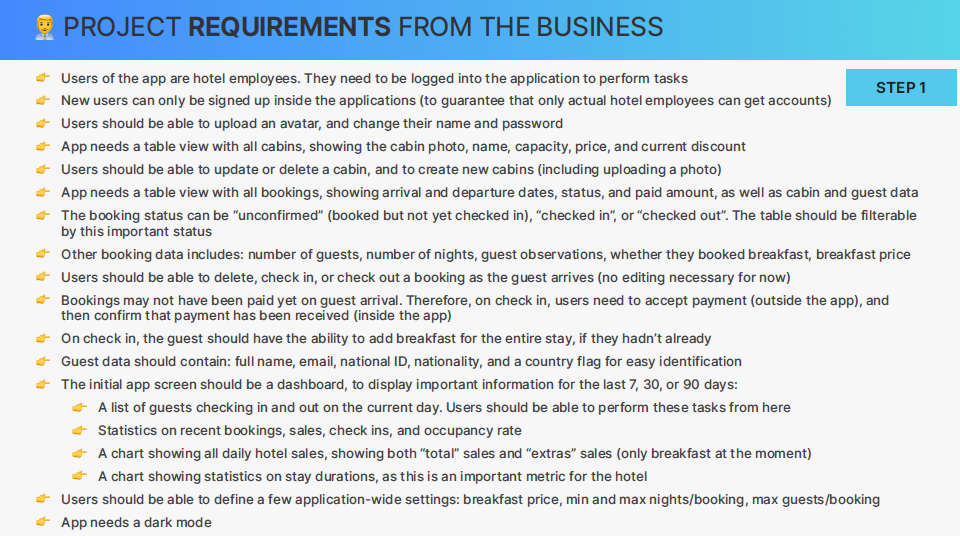 PROJECT REQUIREMENTS FROM THE BUSINESS
STEP 1
Users of the app are hotel employees. They need to be logged into the application to perform tasks
New users can only be signed up inside the applications (to guarantee that only actual hotel employees can get accounts)
Users should be able to upload an avatar, and change their name and password
App needs a table view with all cabins, showing the cabin photo, name, capacity, price, and current discount
Users should be able to update or delete a cabin, and to create new cabins (including uploading a photo)
App needs a table view with all bookings, showing arrival and departure dates, status, and paid amount, as well as cabin and guest data
The booking status can be “unconfirmed” (booked but not yet checked in), “checked in”, or “checked out”. The table should be filterable
by this important status
Other booking data includes: number of guests, number of nights, guest observations, whether they booked breakfast, breakfast price
Users should be able to delete, check in, or check out a booking as the guest arrives (no editing necessary for now)
Bookings may not have been paid yet on guest arrival. Therefore, on check in, users need to accept payment (outside the app), and
then confirm that payment has been received (inside the app)
On check in, the guest should have the ability to add breakfast for the entire stay, if they hadn’t already
Guest data should contain: full name, email, national ID, nationality, and a country flag for easy identification
The initial app screen should be a dashboard, to display important information for the last 7, 30, or 90 days:
A list of guests checking in and out on the current day. Users should be able to perform these tasks from here
Statistics on recent bookings, sales, check ins, and occupancy rate
A chart showing all daily hotel sales, showing both “total” sales and “extras” sales (only breakfast at the moment)
A chart showing statistics on stay durations, as this is an important metric for the hotel
Users should be able to define a few application-wide settings: breakfast price, min and max nights/booking, max guests/booking
App needs a dark mode